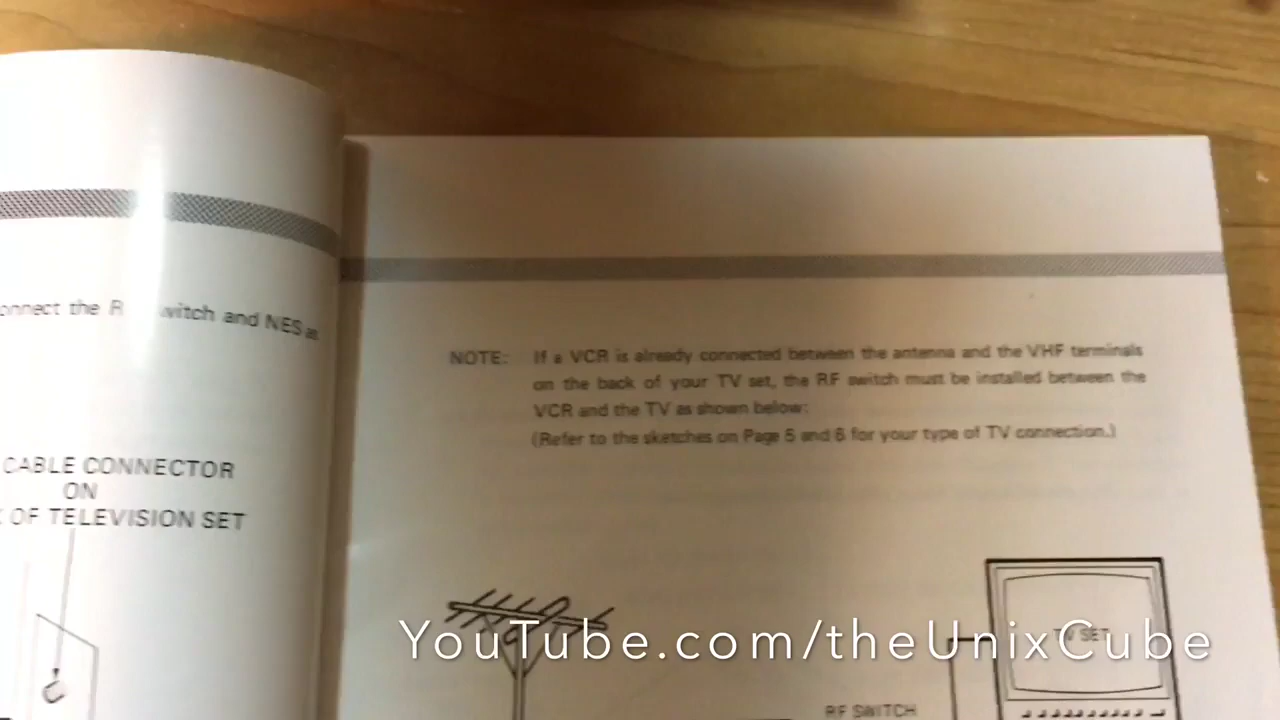 onnect the R witch and NES as
CABLE CONNECTOR
ON
OF TELEVISION SET
NOTE: If a VCR is already connected between the antenna and the VHF terminals
on the back of your TV set, the RF switch must be installed between the
VCR and the TV as shown below:
(Refer to the sketches on Page 5 and 6 for your type of TV connection.)
TV SET
RF SWITCH
YouTube.com/theUnixCube